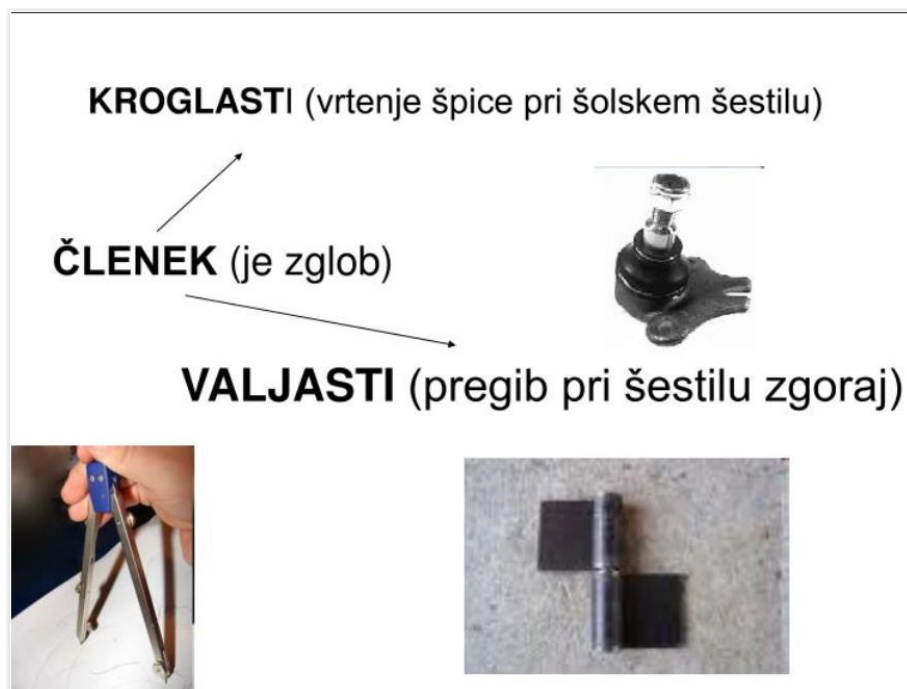 KROGLASTI (vrtenje špice pri šolskem šestilu)
ČLENEK (je zglob)
VALJASTI (pregib pri šestilu zgoraj)